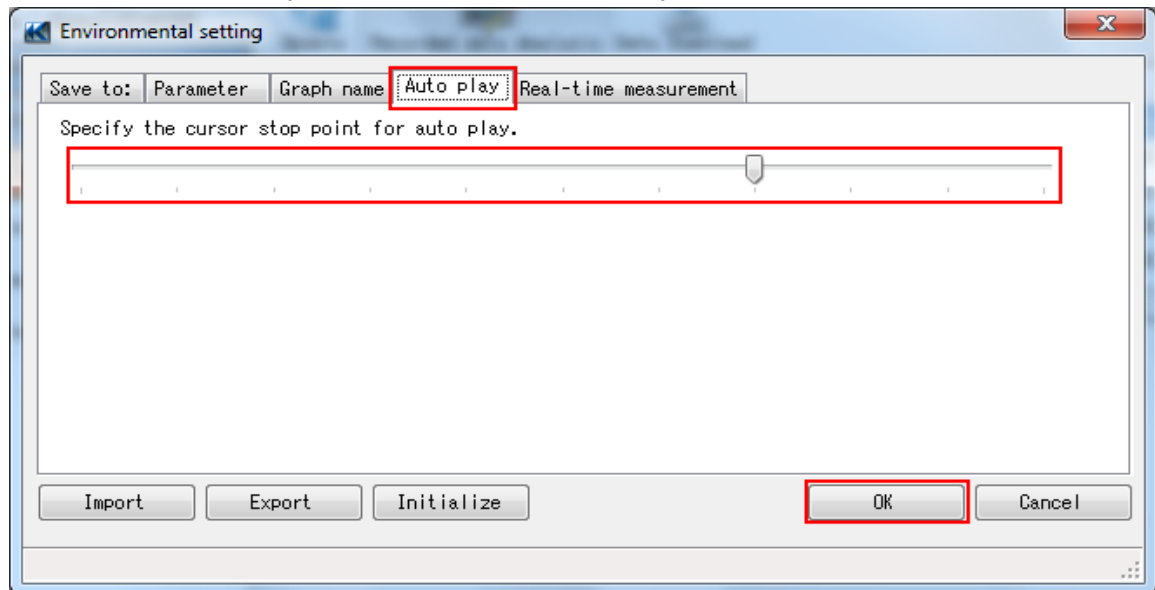 Environmental setting
Save to: Parameter Graph name Auto play Real-time measurement
Specify the cursor stop point for auto play.
Import Export Initialize OK Cancel